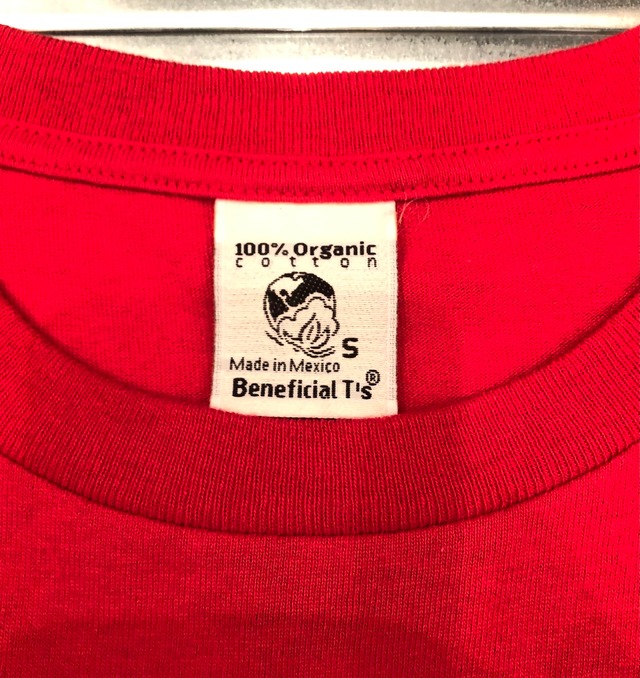 100% Organic
cotton
S
Made in Mexico
Beneficial T's®